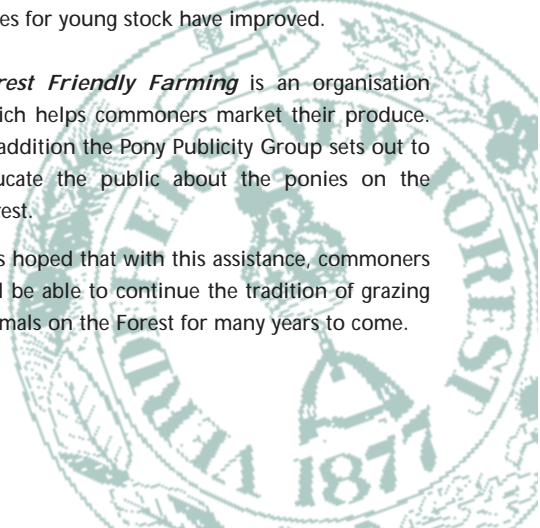 es for young stock have improved.
rest Friendly Farming is an organisation
ich helps commoners market their produce.
addition the Pony Publicity Group sets out to
ucate the public about the ponies on the
rest.
s hoped that with this assistance, commoners
l be able to continue the tradition of grazing
mals on the Forest for many years to come.
VERDERERS NEW FOREST
1877